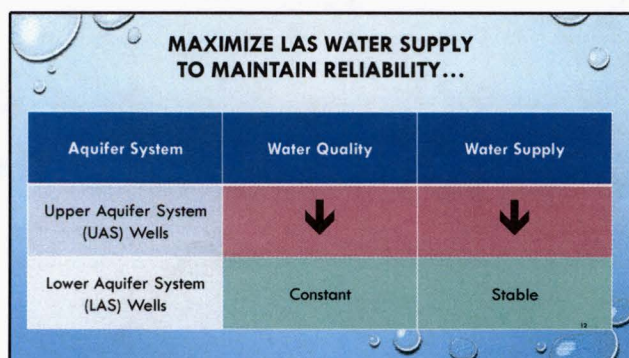 MAXIMIZE LAS WATER SUPPLY
TO MAINTAIN RELIABILITY...
Aquifer System
Water Quality
Water Supply
Upper Aquifer System
(UAS) Wells
Lower Aquifer System
(LAS) Wells
Constant
Stable
12